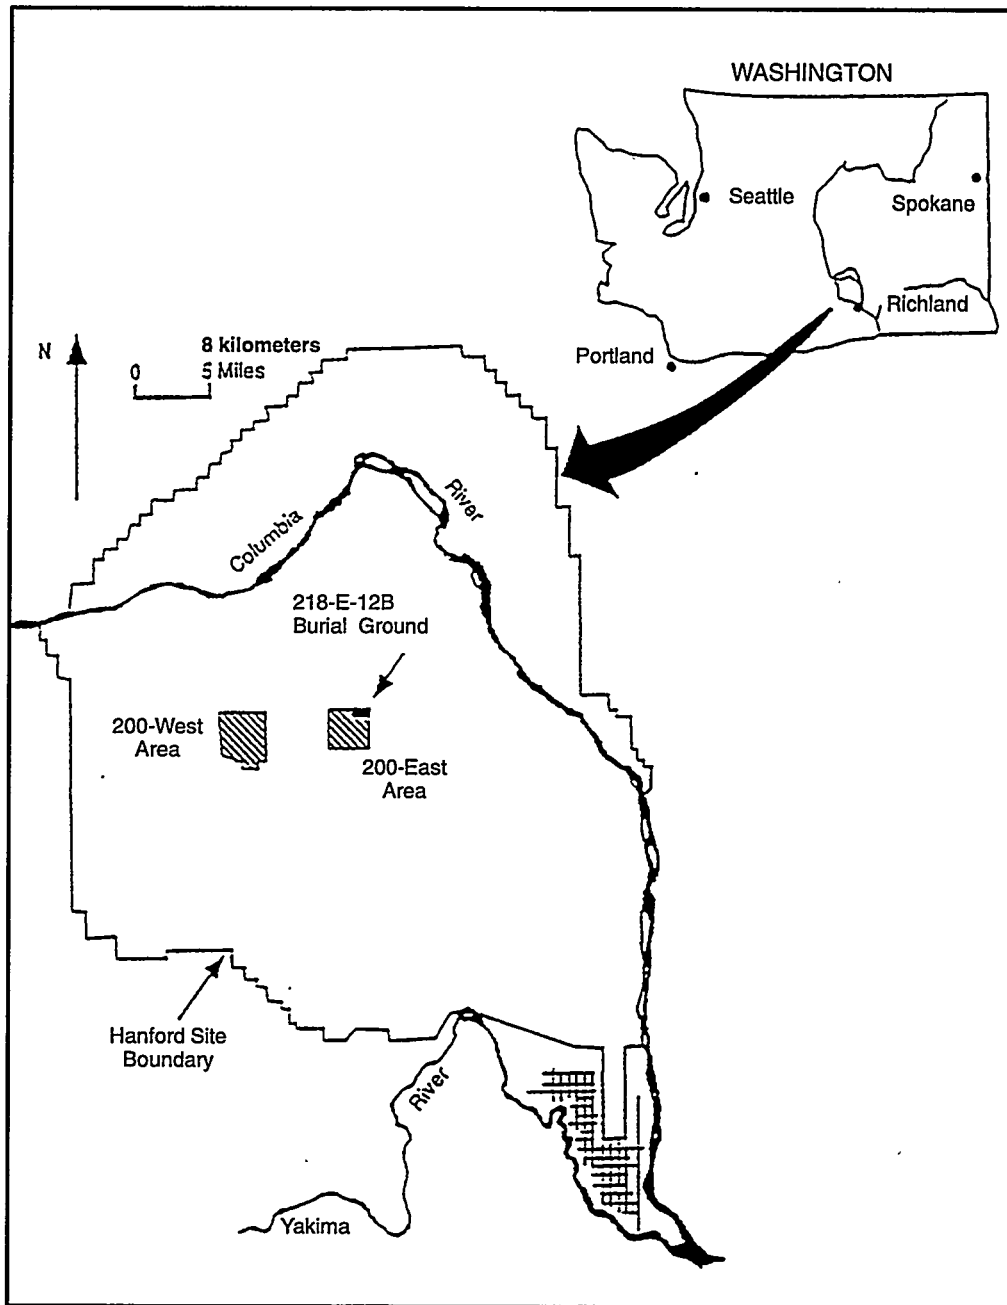 WASHINGTON
Seattle
Spokane
Richland
Portland
N
8 kilometers
0
5 Miles
Columbia
River
218-E-12B
Burial Ground
200-West
Area
200-East
Area
Hanford Site
Boundary
River
Yakima